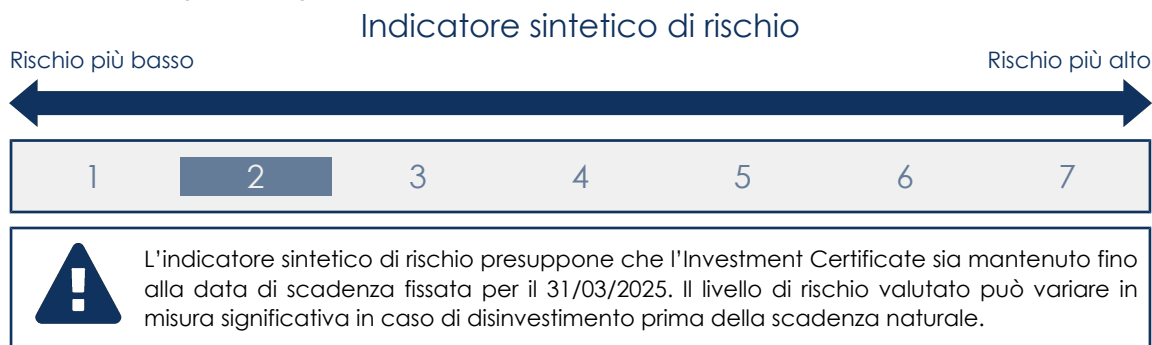 Indicatore sintetico di rischio
Rischio più basso
Rischio più alto
1 2 3 4 5 6 7
L'indicatore sintetico di rischio presuppone che l'Investment Certificate sia mantenuto fino
alla data di scadenza fissata per il 31/03/2025. Il livello di rischio valutato può variare in
misura significativa in caso di disinvestimento prima della scadenza naturale.